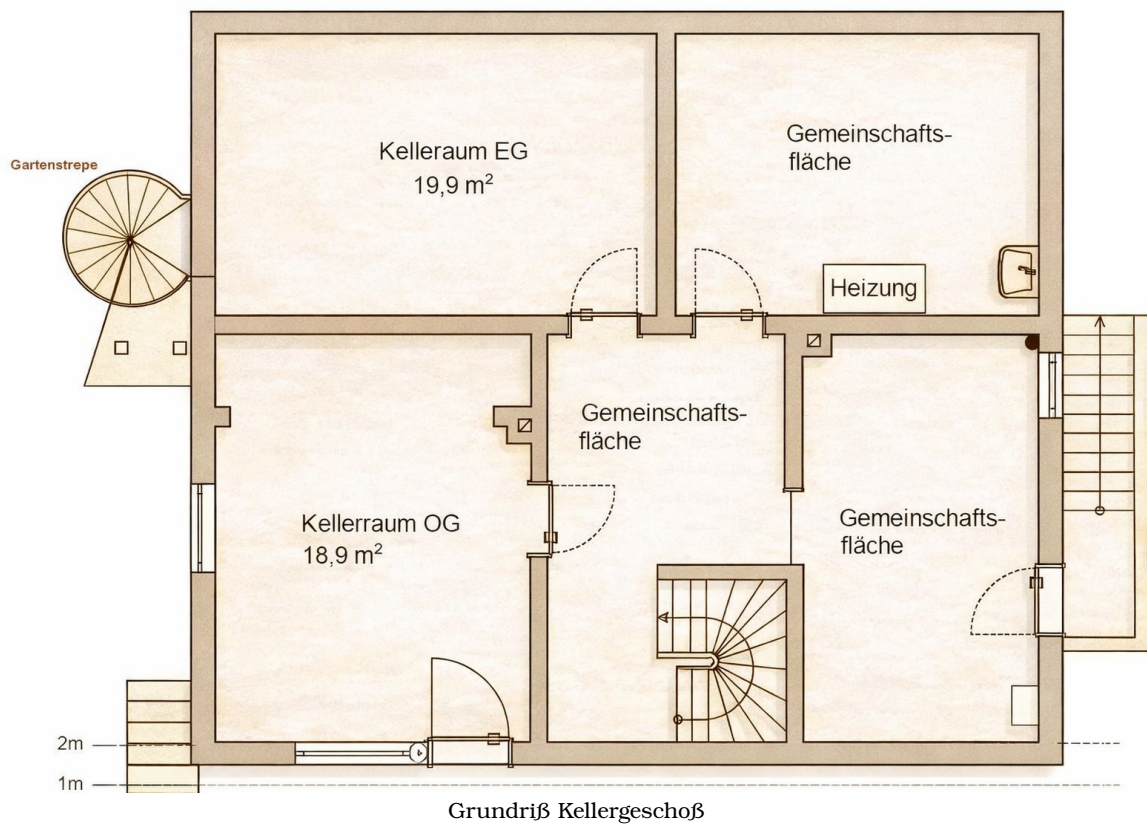 Kelleraum EG
19,9 m²
Gemeinschafts-
fläche
Gartenstrepe
Heizung
Gemeinschafts-
fläche
Kellerraum OG
18,9 m²
Gemeinschafts-
fläche
2m
1m
Grundriß Kellergeschoß